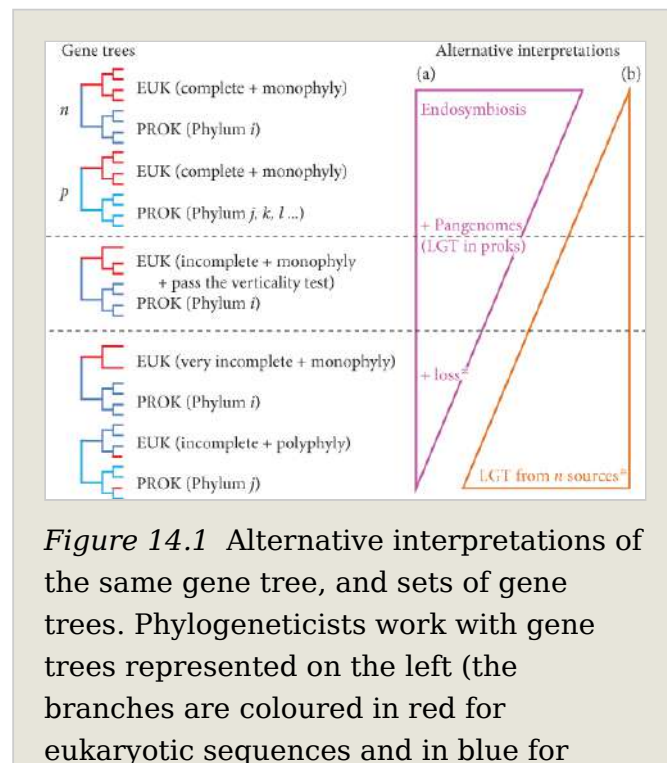 Gene trees
Alternative interpretations
(a)
(b)
n
EUK (complete + monophyly)
PROK (Phylum i)
p
EUK (complete + monophyly)
PROK (Phylum j, k, l ...)
EUK (incomplete + monophyly
+ pass the verticality test)
PROK (Phylum i)
EUK (very incomplete + monophyly)
PROK (Phylum i)
EUK (incomplete + polyphyly)
PROK (Phylum j)
Endosymbiosis
+ Pangenomes
(LGT in proks)
+ loss
LGT from n sources
Figure 14.1 Alternative interpretations of
the same gene tree, and sets of gene
trees. Phylogeneticists work with gene
trees represented on the left (the
branches are coloured in red for
eukaryotic sequences and in blue for